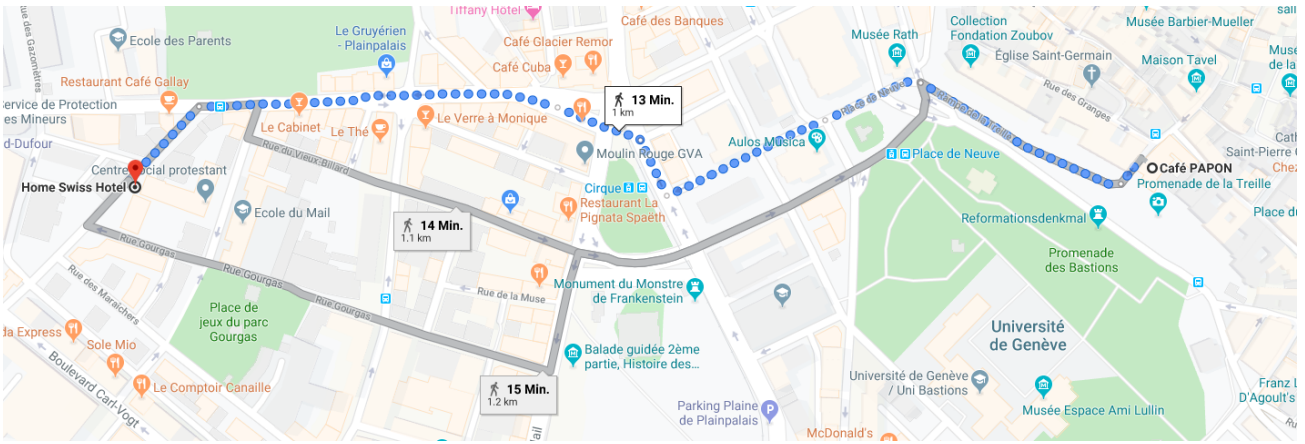 Tiffany Hotel
Café des Banques
Musée Barbier-Mueller
Collection
Fondation Zoubov
Le Gruyérien
- Plainpalais
Ecole des Parents
Rue des Gazomètres
Café Glacier Remor
Musée Rath
Église Saint-Germain
Maison Tavel
Café Cuba
Restaurant Café Gallay
Rue des Granges
13 Min.
1 km
Service de Protection
des Mineurs
Le Cabinet
Le Thé
Le Verre à Monique
Aulos Musica
Moulin Rouge GVA
Place de Neuve
Rue du Vieux-Billard
Centre social protestant
Home Swiss Hotel
Café PAPON
Promenade de la Treille
Cirque
Restaurant La
Pignata Spaëth
Ecole du Mail
14 Min.
1.1 km
Reformationsdenkmal
Rue Gourgas
Rue Gourgas
Rue Gourgas
Promenade
des Bastions
Rue des Maraîchers
Rue de la Muse
Monument du Monstre
de Frankenstein
Place de
jeux du parc
Gourgas
Sole Mio
Boulevard Carl-Vogt
Le Comptoir Canaille
Université
de Genève
Balade guidée 2ème
partie, Histoire des...
15 Min.
1.2 km
Université de Genève
/ Uni Bastions
Musée Espace Ami Lullin
Parking Plaine
de Plainpalais
McDonald's
Franz L
D'Agoult's